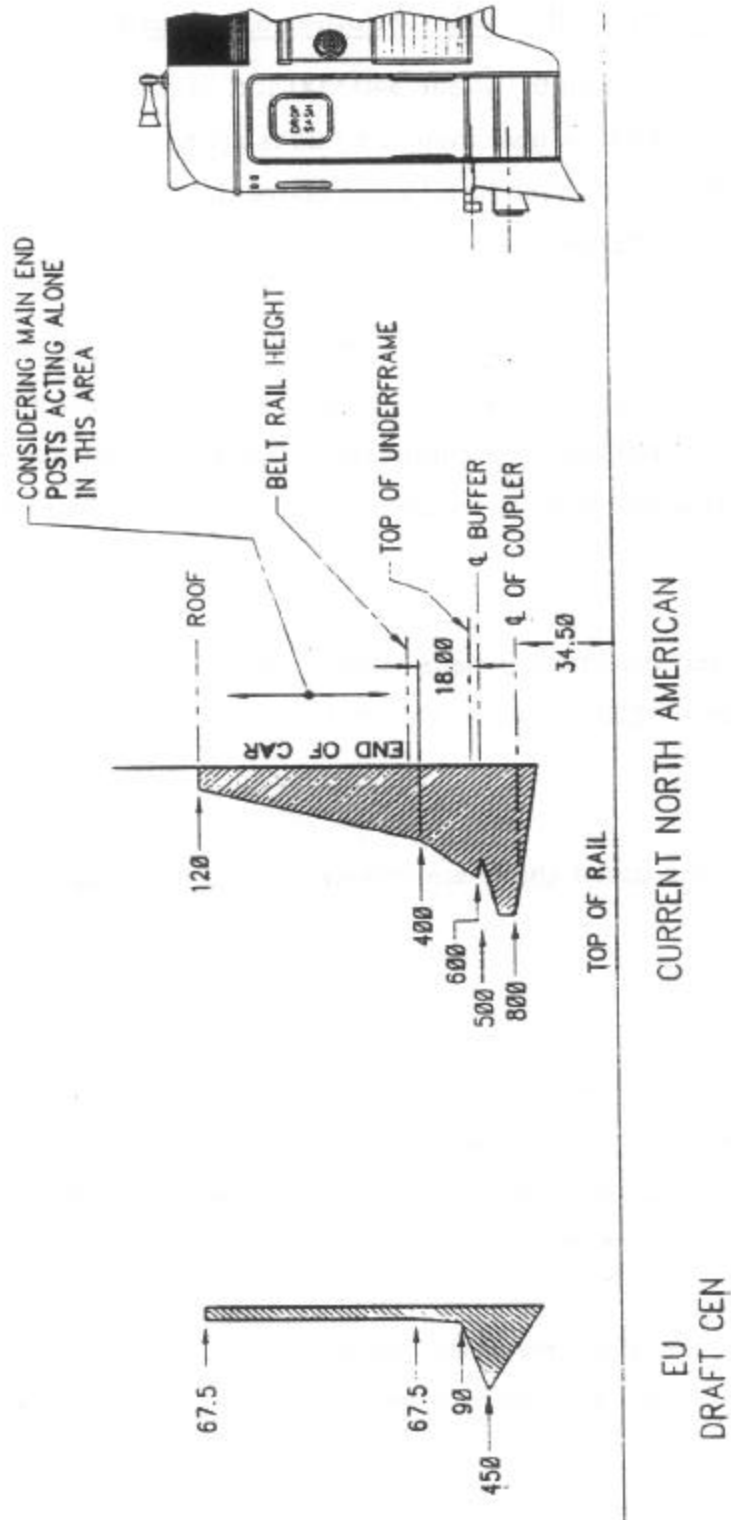 67.5
67.5
90
450
EU
DRAFT CEN
120
400
600
500
800
TOP OF RAIL
CURRENT NORTH AMERICAN
END OF CAR
CONSIDERING MAIN END
POSTS ACTING ALONE
IN THIS AREA
ROOF
BELT RAIL HEIGHT
TOP OF UNDERFRAME
℄ BUFFER
℄ OF COUPLER
18.00
34.50
DROP
SASH